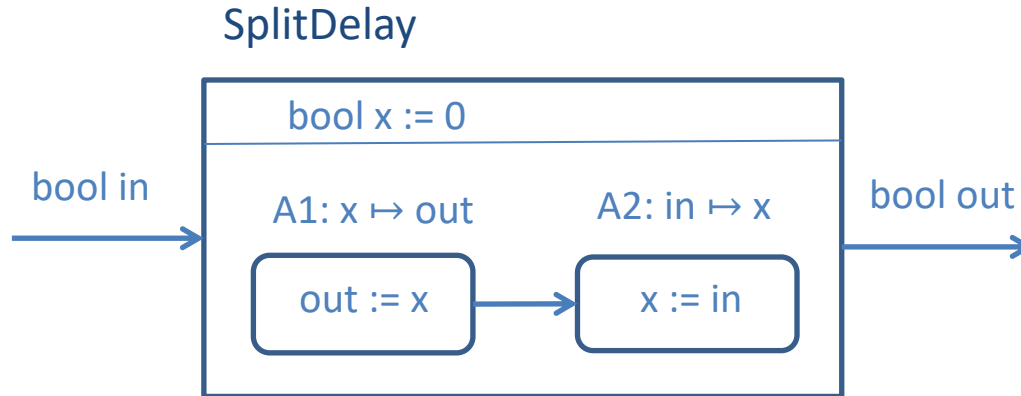 SplitDelay
bool x := 0
bool in
A1: x ↦ out
A2: in ↦ x
bool out
out := x
x := in